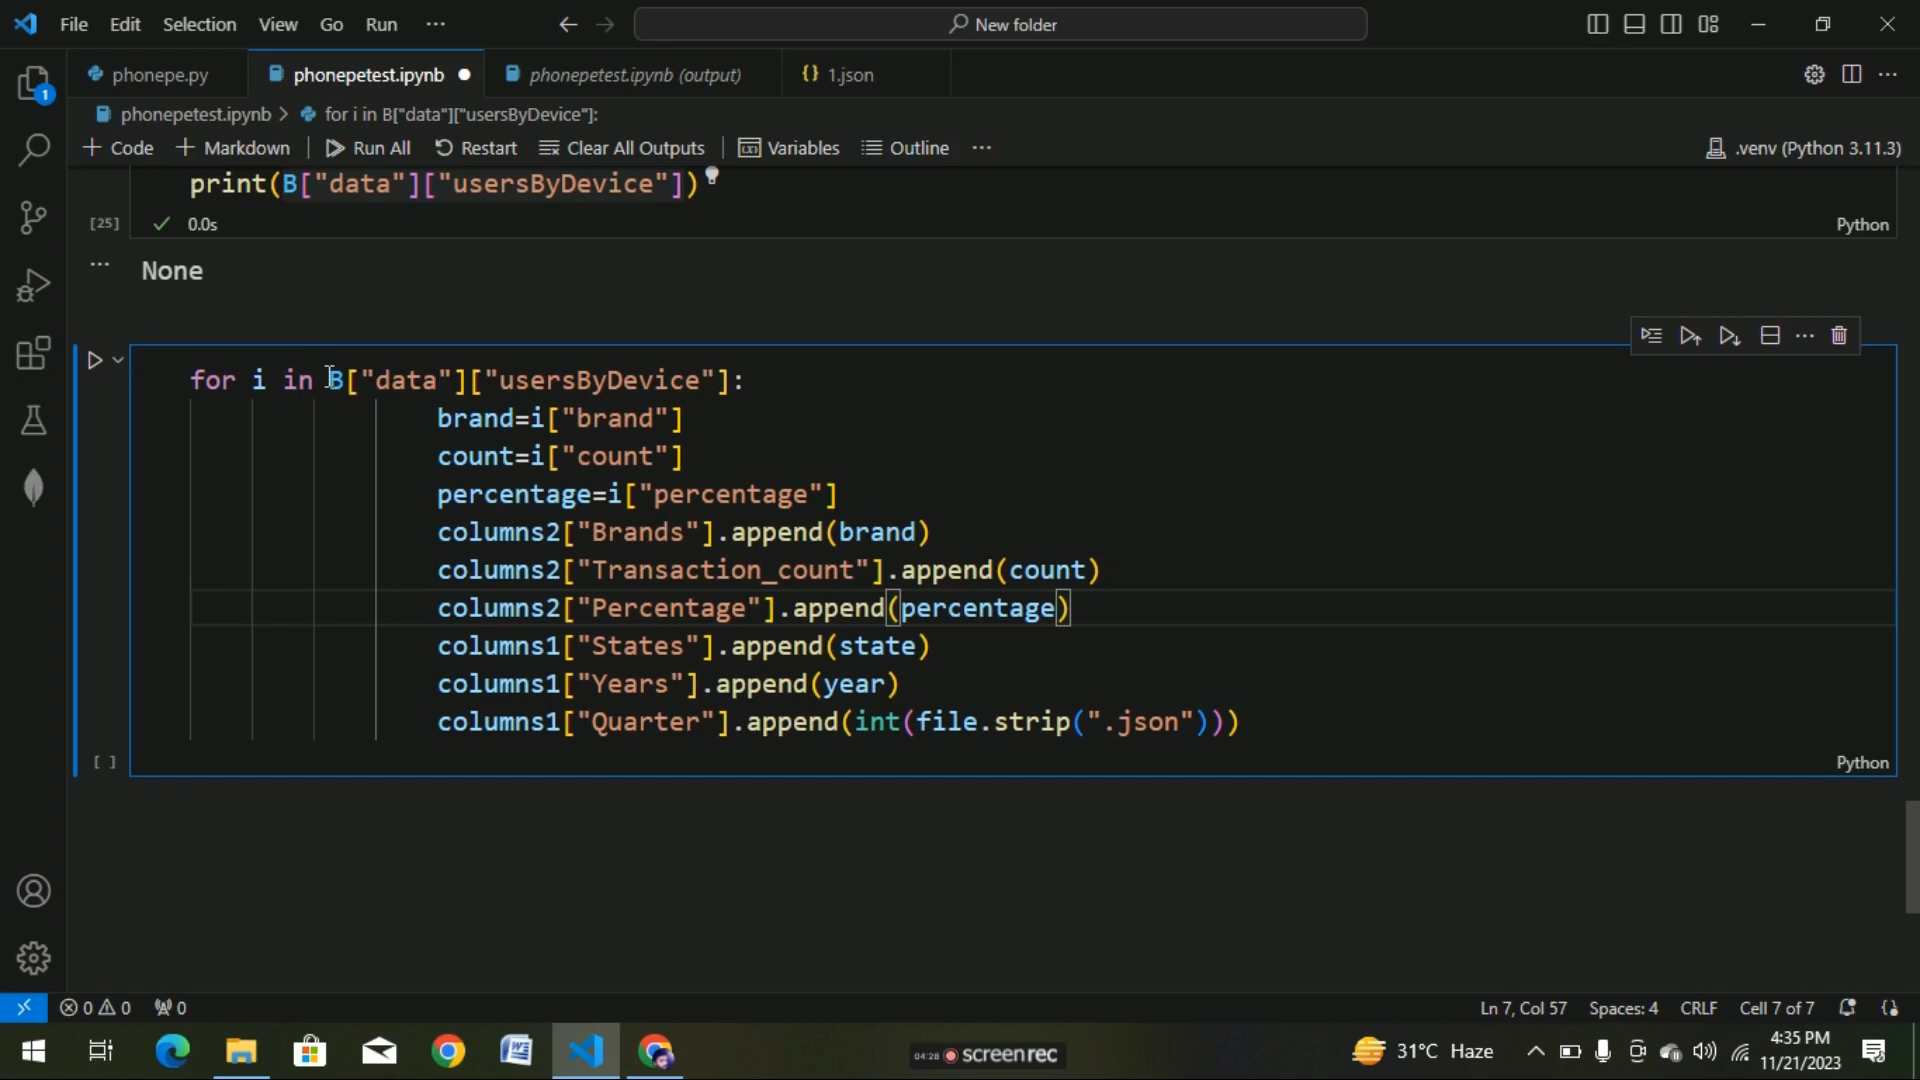 File Edit Selection View Go Run ··· New folder
phonepe.py phonepetest.ipynb phonepetest.ipynb (output) {} 1.json
phonepetest.ipynb > for i in B["data"]["usersByDevice"]:
+ Code + Markdown Run All Restart Clear All Outputs Variables Outline ··· .venv (Python 3.11.3)
1
print(B["data"]["usersByDevice"])
[25] 0.0s Python
··· None
for i in B["data"]["usersByDevice"]:
brand=i["brand"]
count=i["count"]
percentage=i["percentage"]
columns2["Brands"].append(brand)
columns2["Transaction_count"].append(count)
columns2["Percentage"].append(percentage)
columns1["States"].append(state)
columns1["Years"].append(year)
columns1["Quarter"].append(int(file.strip(".json")))
[ ] Python
0 0 0 Ln 7, Col 57 Spaces: 4 CRLF Cell 7 of 7
04:28 screenrec 31°C Haze 4:35 PM
11/21/2023